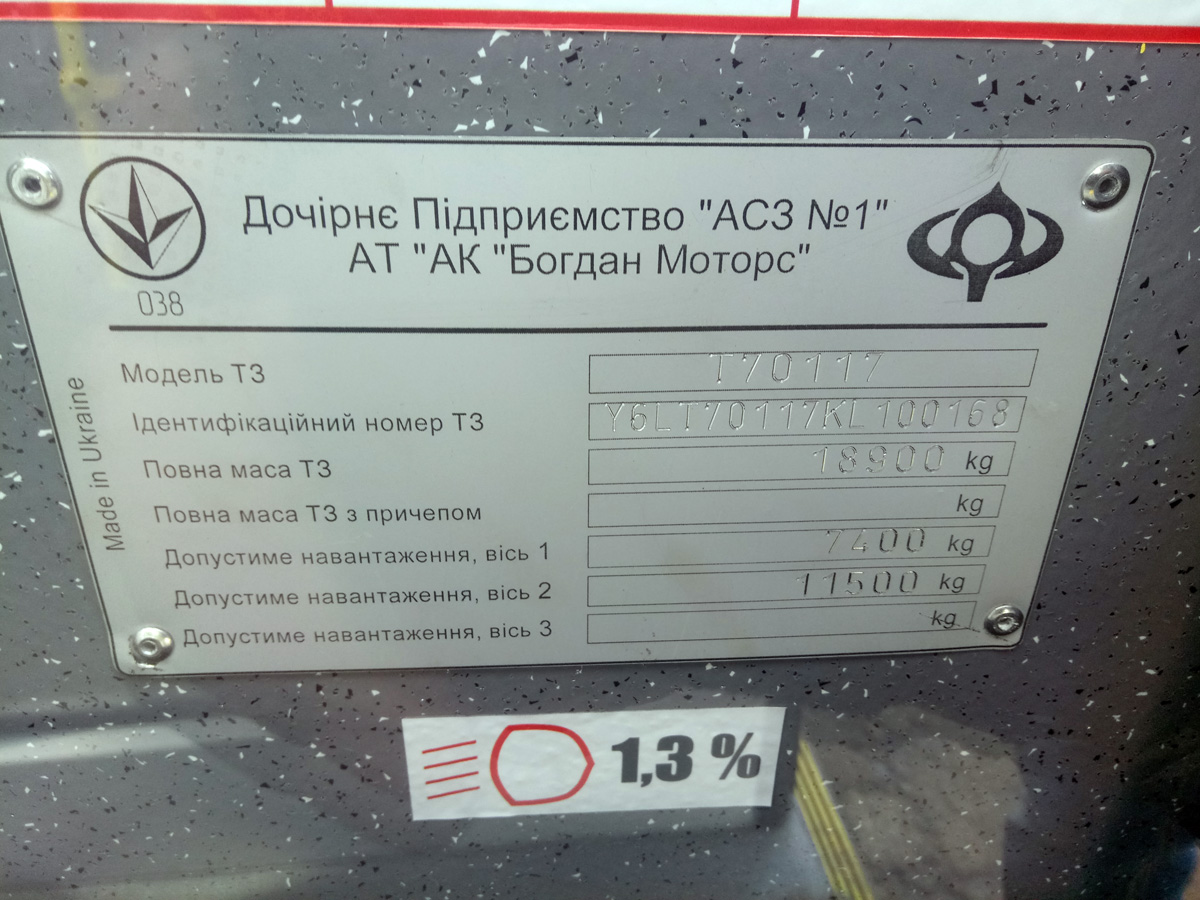 Дочірнє Підприємство "АСЗ №1"
АТ "АК "Богдан Моторс"
038
Made in Ukraine
Модель ТЗ T70117
Ідентифікаційний номер ТЗ Y6LT70117KL100168
Повна маса ТЗ 18900 kg
Повна маса ТЗ з причепом kg
Допустиме навантаження, вісь 1 7400 kg
Допустиме навантаження, вісь 2 11500 kg
Допустиме навантаження, вісь 3 kg
1,3 %